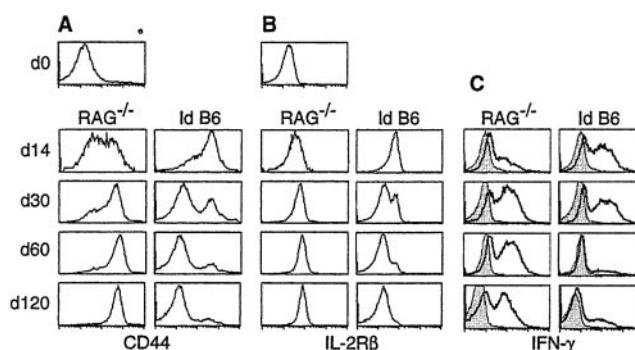 A
B
d0
C
RAG-/- Id B6 RAG-/- Id B6 RAG-/- Id B6
d14
d30
d60
d120
CD44 IL-2Rß IFN-γ